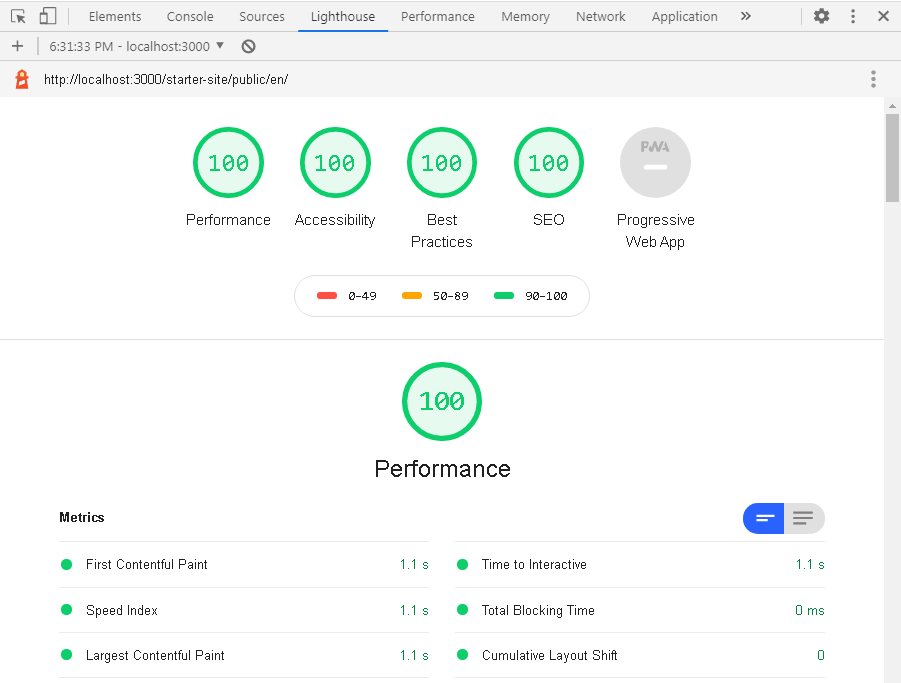 Elements Console Sources Lighthouse Performance Memory Network Application »
+ 6:31:33 PM - localhost:3000 ▼
http://localhost:3000/starter-site/public/en/
100 100 100 100 PWA
Performance Accessibility Best Practices SEO Progressive Web App
0–49 50–89 90–100
100
Performance
Metrics
First Contentful Paint 1.1 s Time to Interactive 1.1 s
Speed Index 1.1 s Total Blocking Time 0 ms
Largest Contentful Paint 1.1 s Cumulative Layout Shift 0